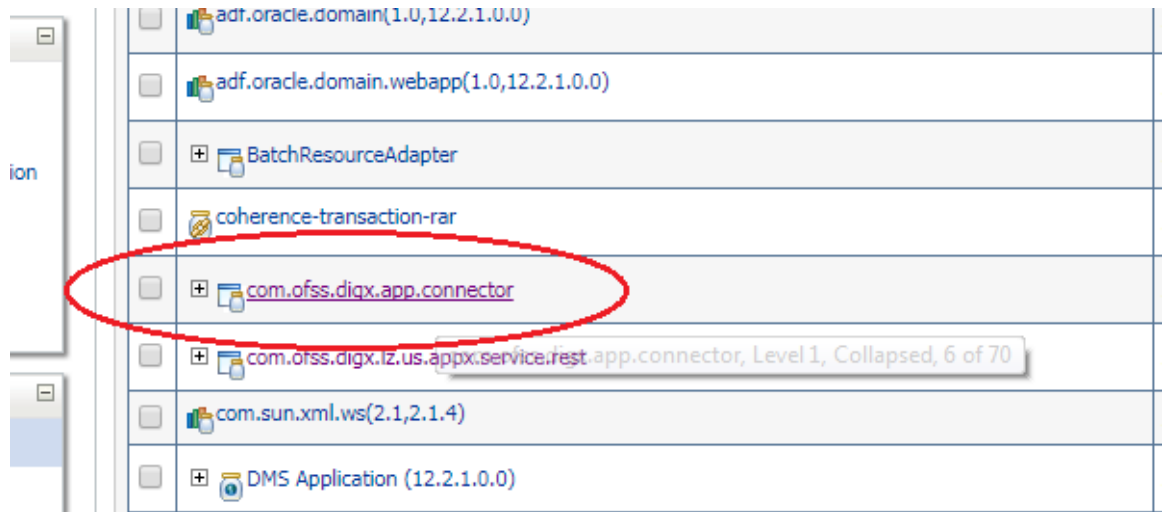 adf.oracle.domain(1.0,12.2.1.0.0)
adf.oracle.domain.webapp(1.0,12.2.1.0.0)
ion
BatchResourceAdapter
coherence-transaction-rar
com.ofss.digx.app.connector
com.ofss.digx.lz.us.appx.service.rest
app.connector, Level 1, Collapsed, 6 of 70
com.sun.xml.ws(2.1,2.1.4)
DMS Application (12.2.1.0.0)